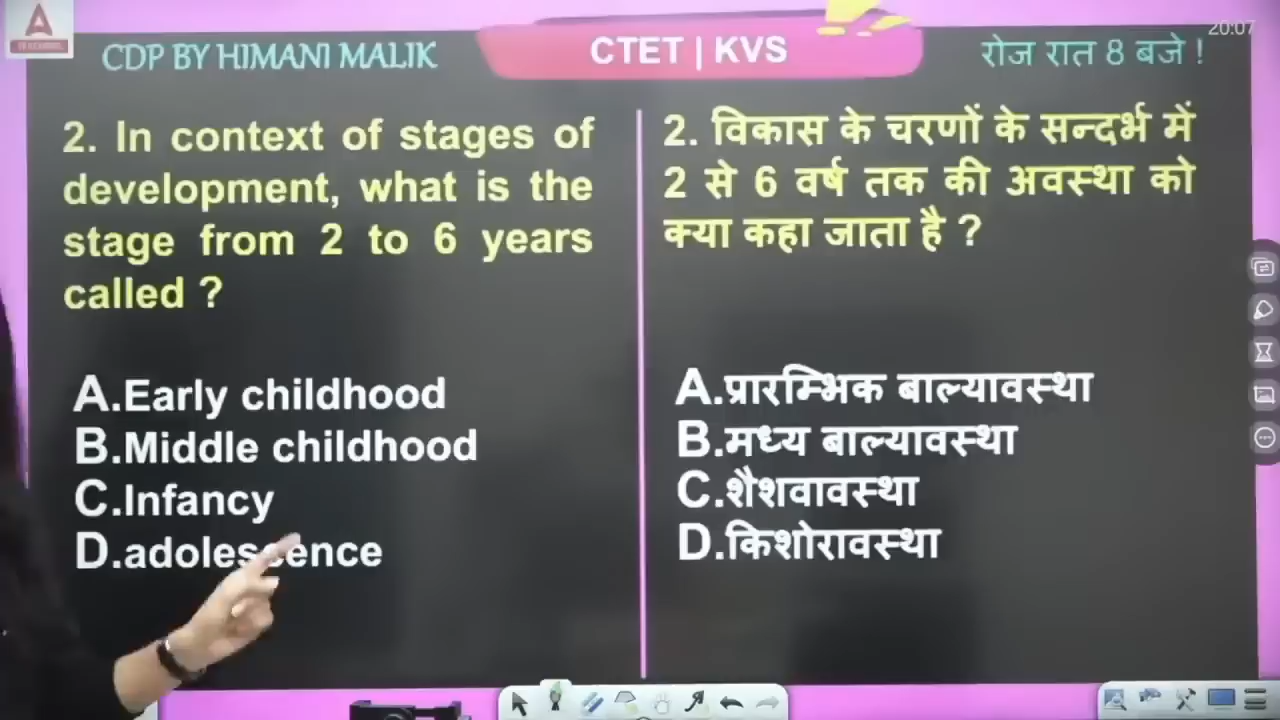 A
CDP BY HIMANI MALIK
CTET | KVS
रोज रात 8 बजे !
20:07
2. In context of stages of
development, what is the
stage from 2 to 6 years
called ?
A.Early childhood
B.Middle childhood
C.Infancy
D.adolescence
2. विकास के चरणों के सन्दर्भ में
2 से 6 वर्ष तक की अवस्था को
क्या कहा जाता है ?
A.प्रारम्भिक बाल्यावस्था
B.मध्य बाल्यावस्था
C.शैशवावस्था
D.किशोरावस्था